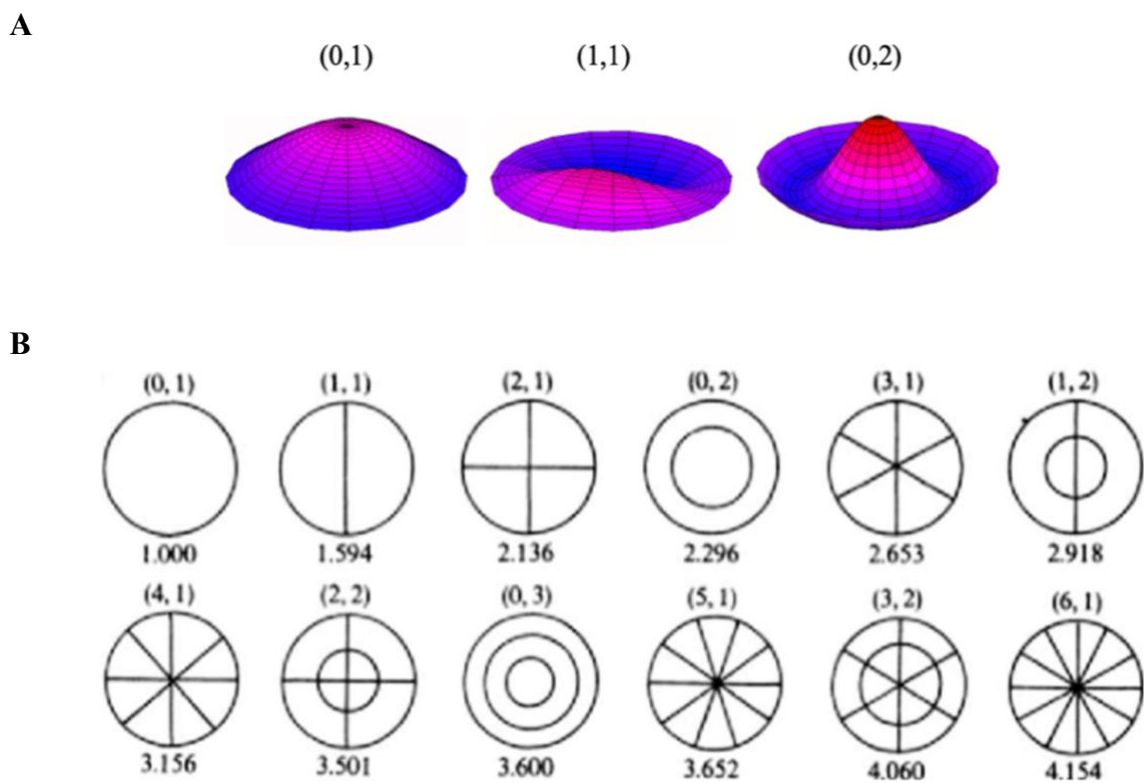 A
(0,1) (1,1) (0,2)
B
(0, 1) (1, 1) (2, 1) (0, 2) (3, 1) (1, 2)
1.000 1.594 2.136 2.296 2.653 2.918
(4, 1) (2, 2) (0, 3) (5, 1) (3, 2) (6, 1)
3.156 3.501 3.600 3.652 4.060 4.154